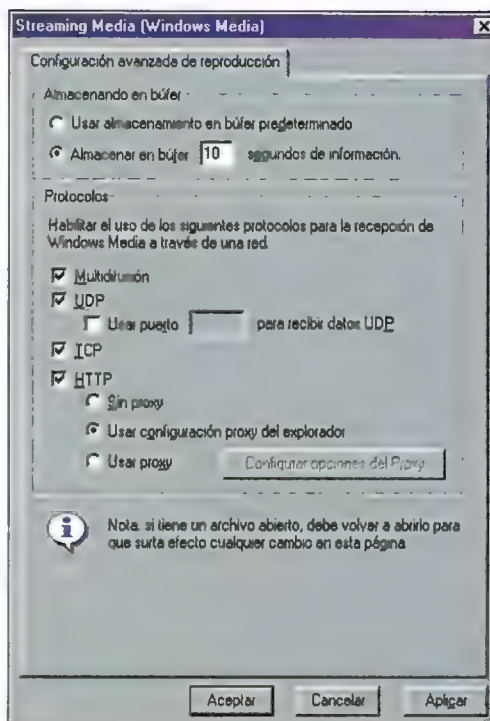 Streaming Media (Windows Media)
Configuración avanzada de reproducción
Almacenando en búfer
Usar almacenamiento en búfer predeterminado
Almacenar en búfer 10 segundos de información.
Protocolos
Habilitar el uso de los siguientes protocolos para la recepción de
Windows Media a través de una red.
Multidifusión
UDP
Usar puerto para recibir datos UDP
TCP
HTTP
Sin proxy
Usar configuración proxy del explorador
Usar proxy Configurar opciones del Proxy
Nota: si tiene un archivo abierto, debe volver a abrirlo para
que surta efecto cualquier cambio en esta página
Aceptar Cancelar Aplicar